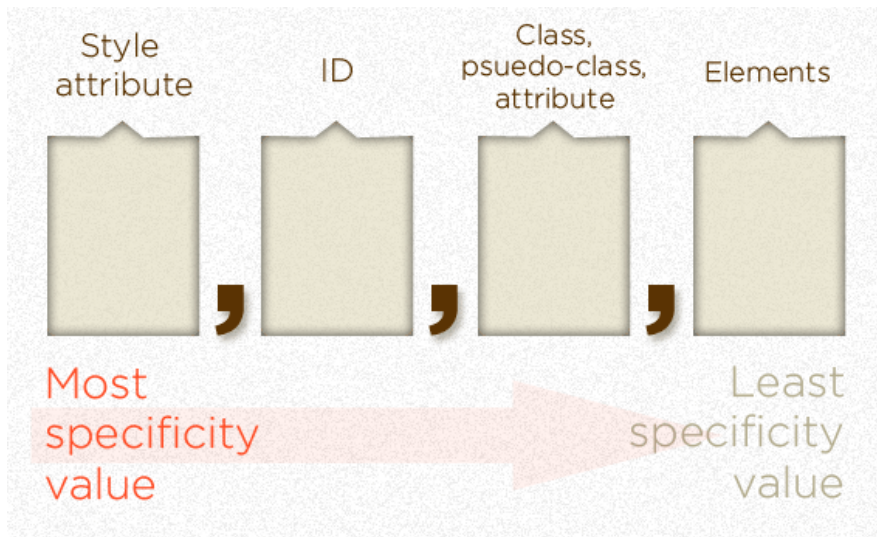 Style
attribute
ID
Class,
psuedo-class,
attribute
Elements
, , ,
Most
specificity
value
Least
specificity
value